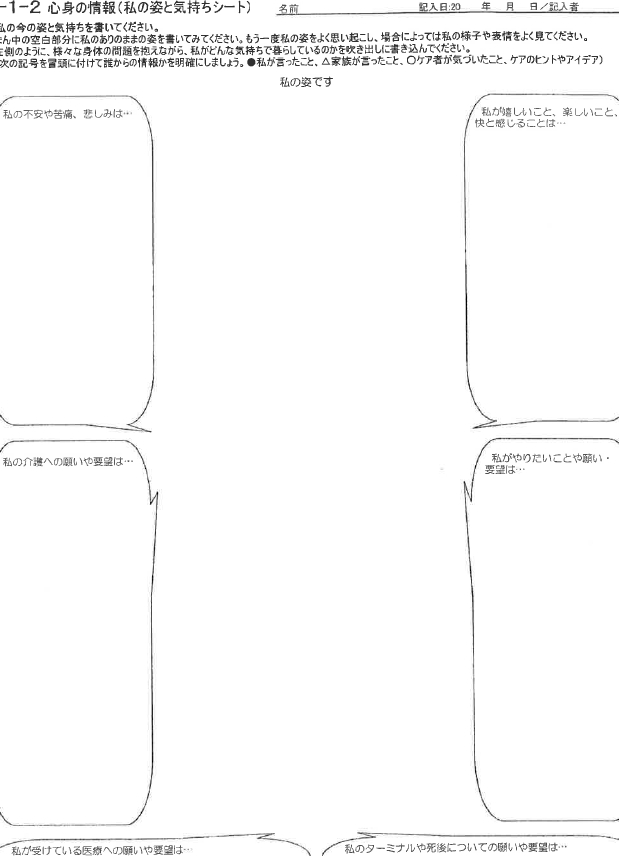 -1-2 心身の情報(私の姿と気持ちシート) 名前 記入日:20 年 月 日/記入者
私の今の姿と気持ちを書いてください。
ん中の空白部分に私のありのままの姿を書いてみてください。もう一度私の姿をよく思い起こし、場合によっては私の様子や表情をよく見てください。
左側のように、様々な身体の問題を抱えながら、私がどんな気持ちで暮らしているのかを吹き出しに書き込んでください。
次の記号を冒頭に付けて誰からの情報かを明確にしましょう。●私が言ったこと、△家族が言ったこと、○ケア者が気づいたこと、ケアのヒントやアイデア)
私の姿です
私の不安や苦痛、悲しみは…
私が嬉しいこと、楽しいこと、
快と感じることは…
私の介護への願いや要望は…
私がやりたいことや願い・
要望は…
私が受けている医療への願いや要望は…
私のターミナルや死後についての願いや要望は…